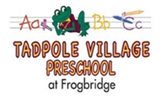 Aa Bb Cc
TADPOLE VILLAGE
PRESCHOOL
at Frogbridge